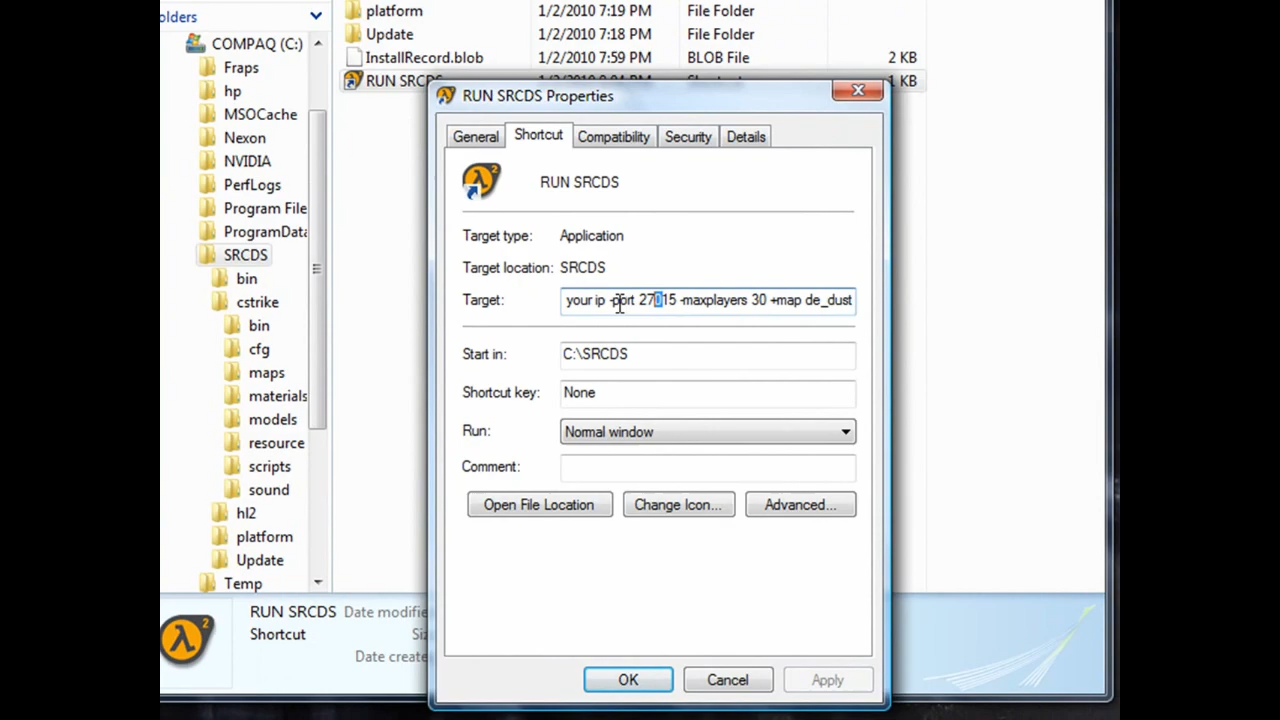 olders
COMPAQ (C:)
Fraps
hp
MSOCache
Nexon
NVIDIA
PerfLogs
Program File
ProgramData
SRCDS
bin
cstrike
bin
cfg
maps
materials
models
resource
scripts
sound
hl2
platform
Update
Temp
platform 1/2/2010 7:19 PM File Folder
Update 1/2/2010 7:18 PM File Folder
InstallRecord.blob 1/2/2010 7:59 PM BLOB File 2 KB
RUN SRCDS 1 KB
RUN SRCDS Properties
General Shortcut Compatibility Security Details
RUN SRCDS
Target type: Application
Target location: SRCDS
Target: your ip -port 27015 -maxplayers 30 +map de_dust
Start in: C:\SRCDS
Shortcut key: None
Run: Normal window
Comment:
Open File Location Change Icon... Advanced...
OK Cancel Apply
RUN SRCDS Date modifie
Shortcut Siz
Date create